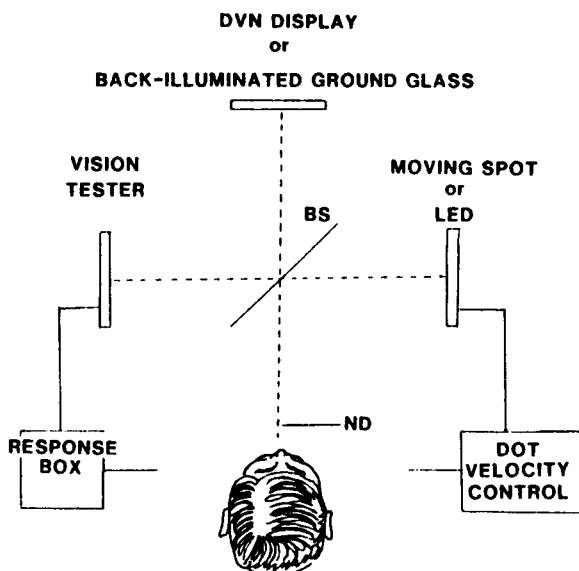 DVN DISPLAY
or
BACK-ILLUMINATED GROUND GLASS
VISION
TESTER
MOVING SPOT
or
LED
BS
ND
RESPONSE
BOX
DOT
VELOCITY
CONTROL